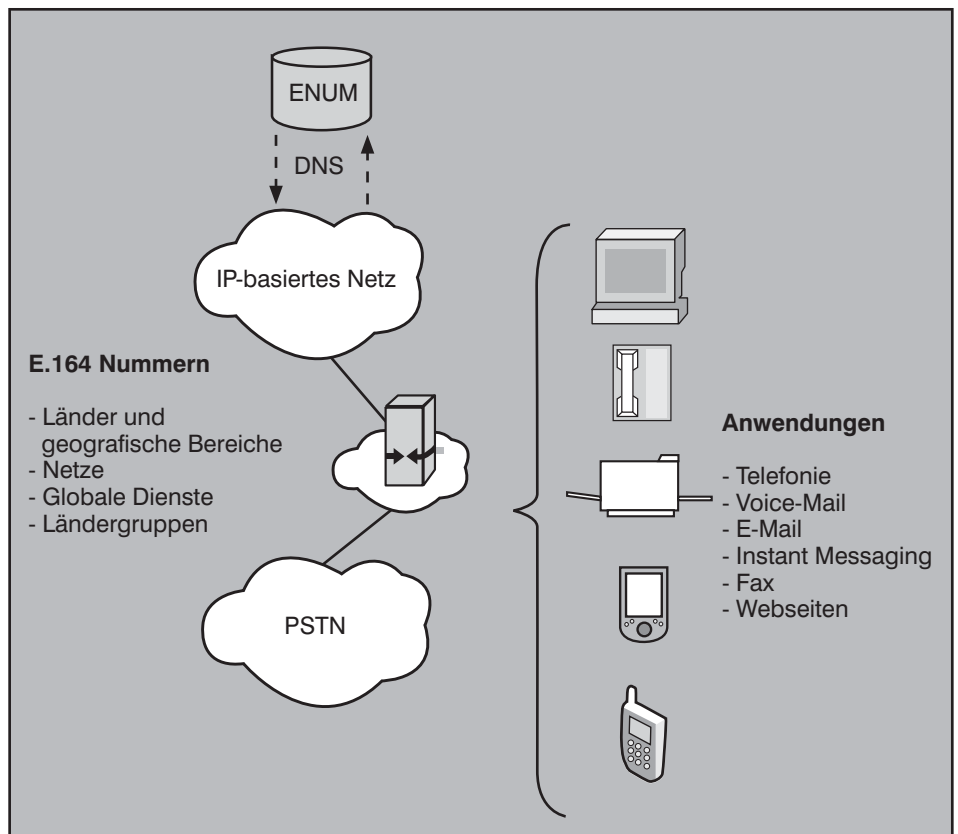 ENUM
DNS
IP-basiertes Netz
E.164 Nummern
- Länder und
geografische Bereiche
- Netze
- Globale Dienste
- Ländergruppen
PSTN
Anwendungen
- Telefonie
- Voice-Mail
- E-Mail
- Instant Messaging
- Fax
- Webseiten